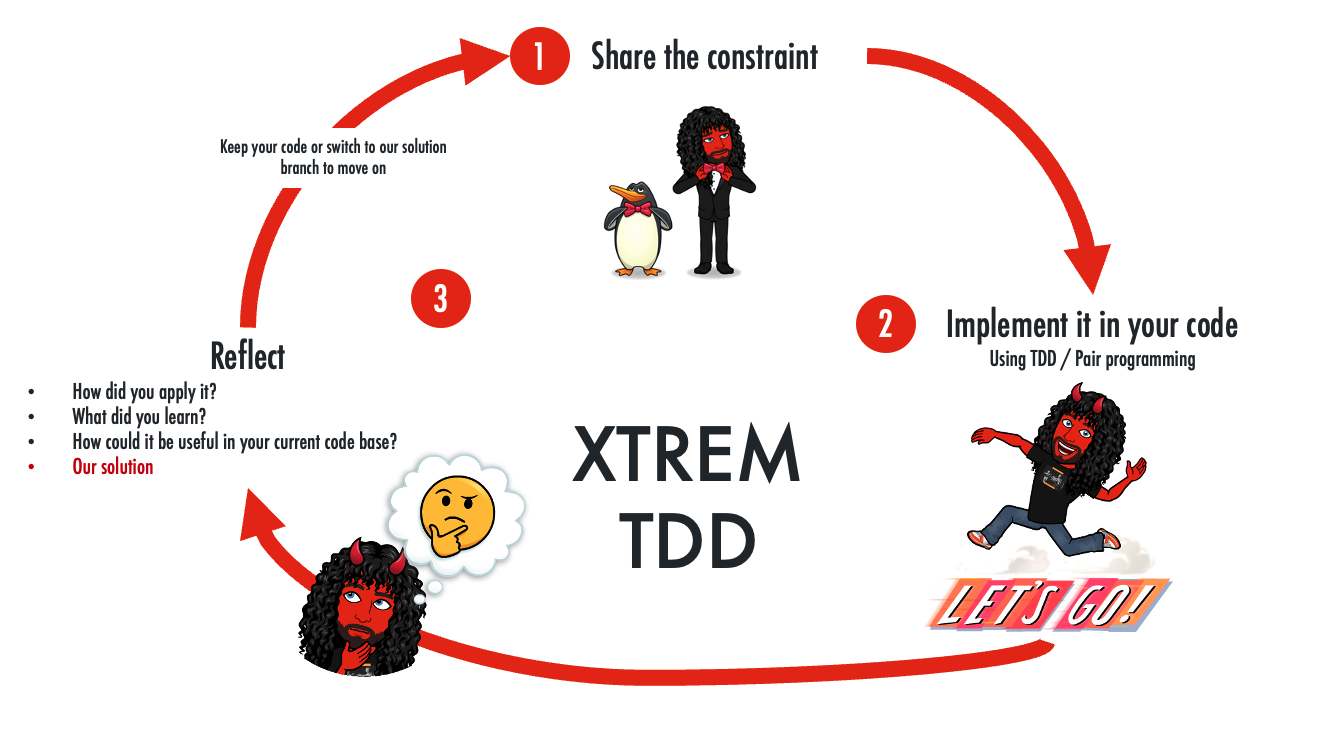 1 Share the constraint
Keep your code or switch to our solution
branch to move on
3
2 Implement it in your code
Using TDD / Pair programming
Reflect
• How did you apply it?
• What did you learn?
• How could it be useful in your current code base?
• Our solution
XTREM
TDD
LET'S GO!